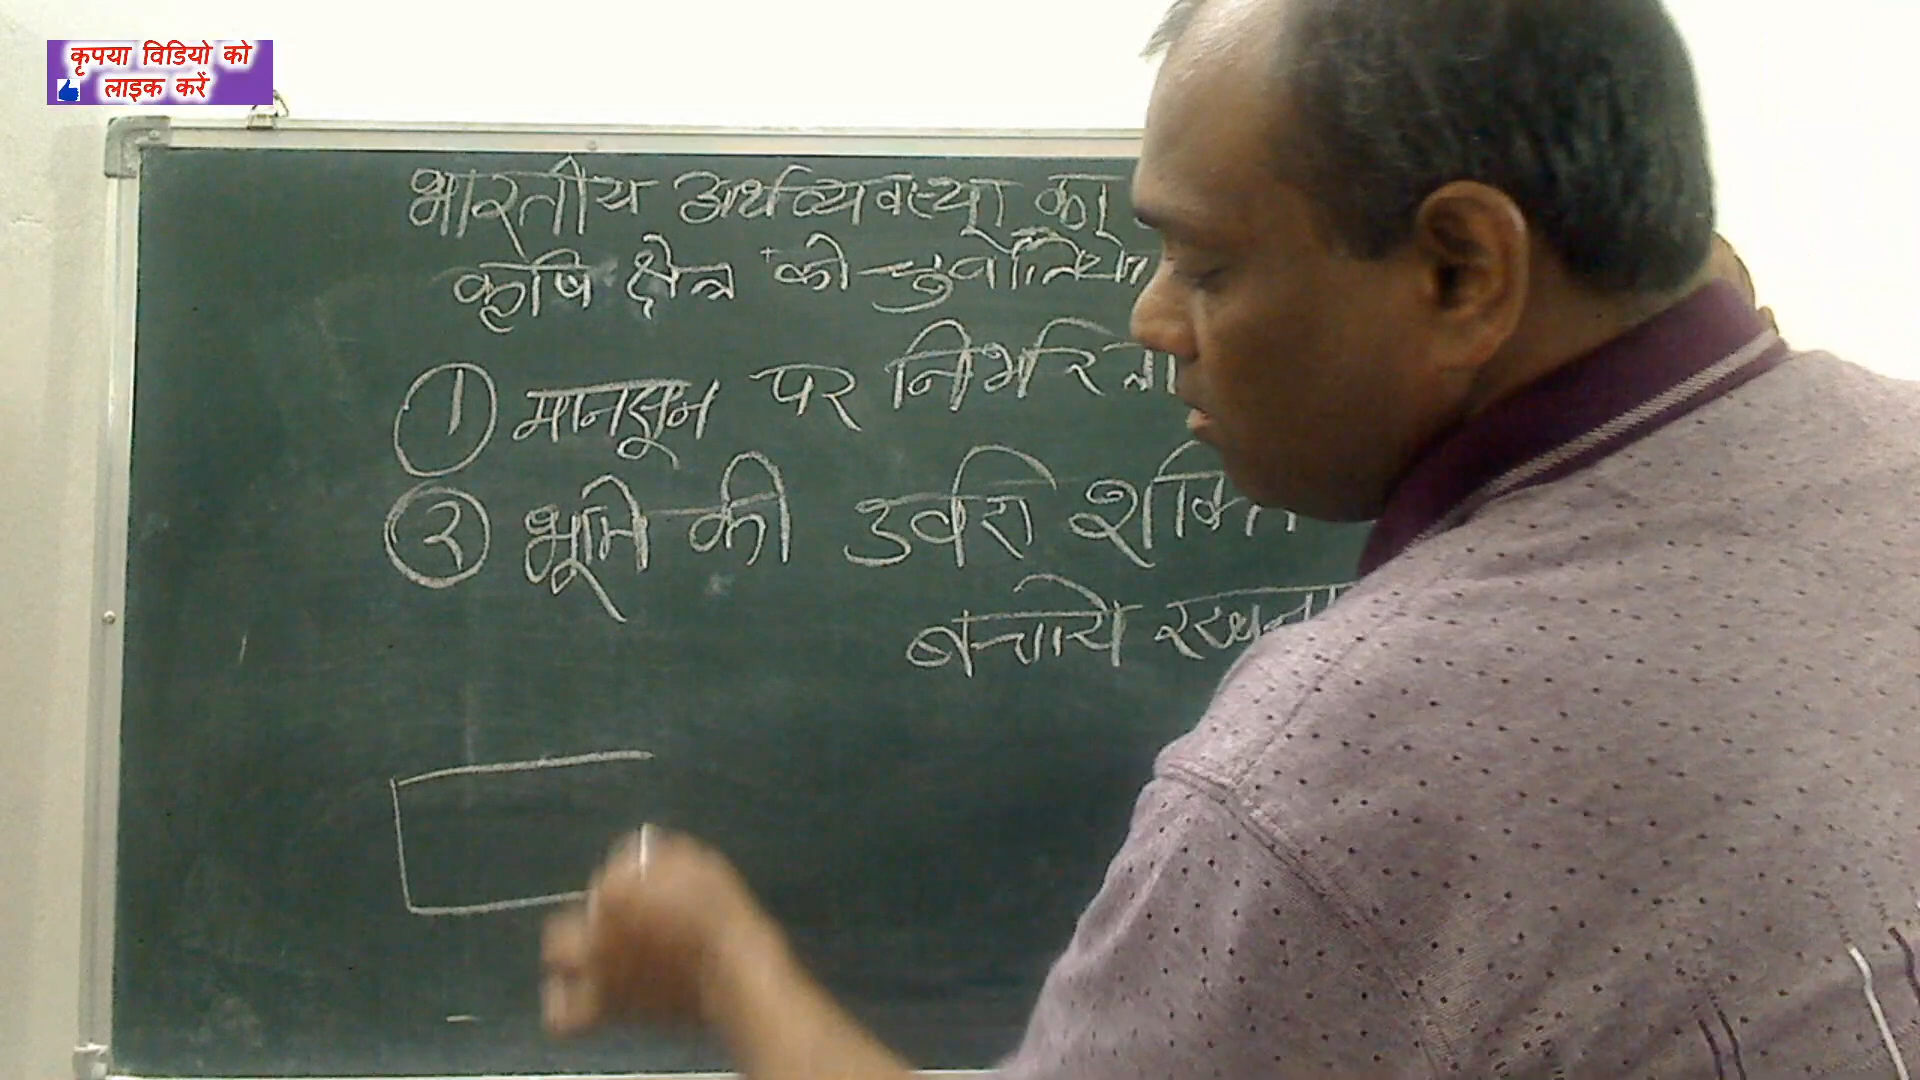 कृपया विडियो को
लाइक करें
भारतीय अर्थव्यवस्था का
कृषि क्षेत्र की चुनौतियाँ
① मानसून पर निर्भरता
② भूमि की उर्वरा शक्ति
बचाये रखना